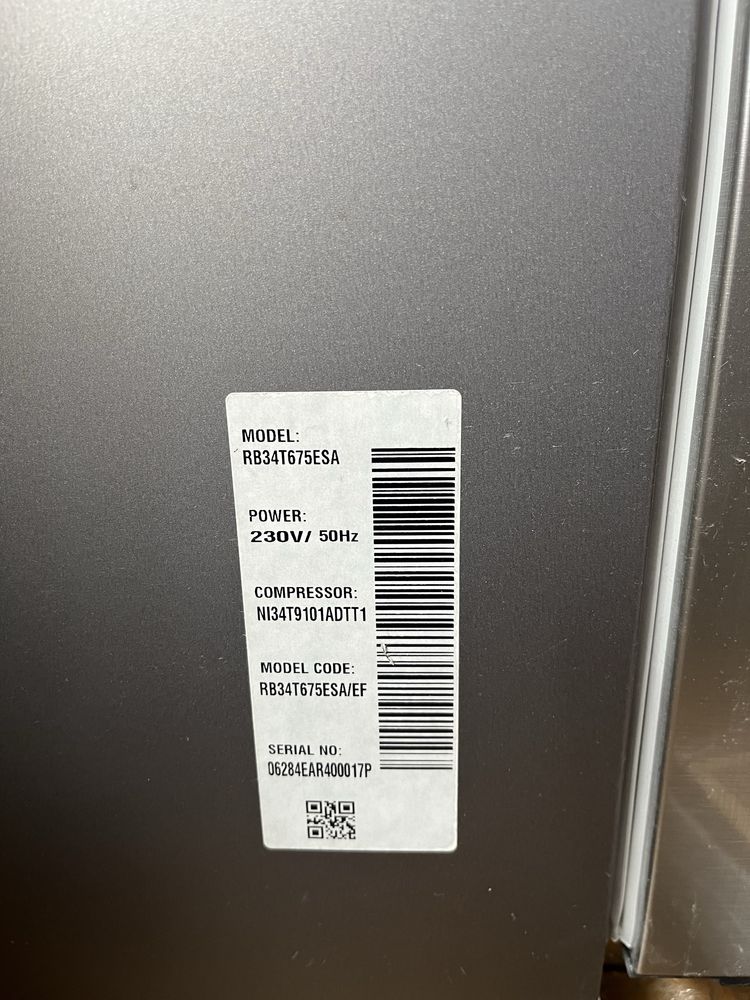 MODEL:
RB34T675ESA
POWER:
230V/ 50Hz
COMPRESSOR:
NI34T9101ADTT1
MODEL CODE:
RB34T675ESA/EF
SERIAL NO:
06284EAR400017P